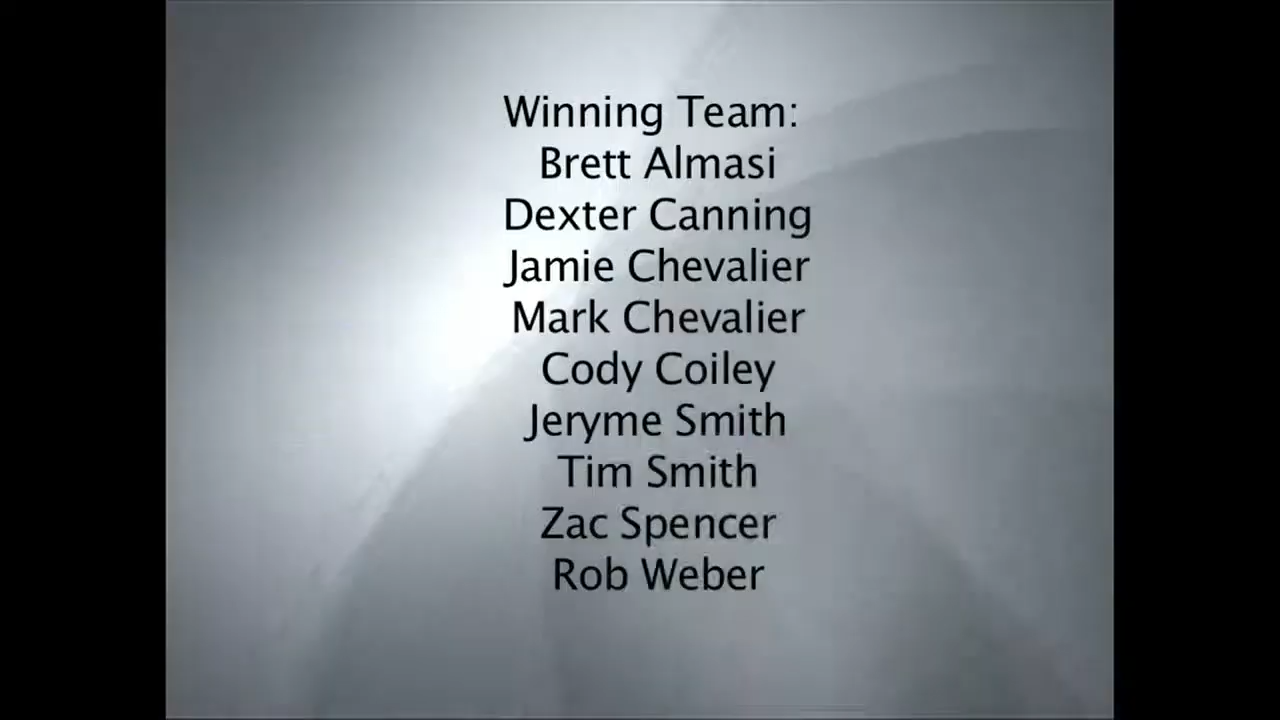 Winning Team:
Brett Almasi
Dexter Canning
Jamie Chevalier
Mark Chevalier
Cody Coiley
Jeryme Smith
Tim Smith
Zac Spencer
Rob Weber